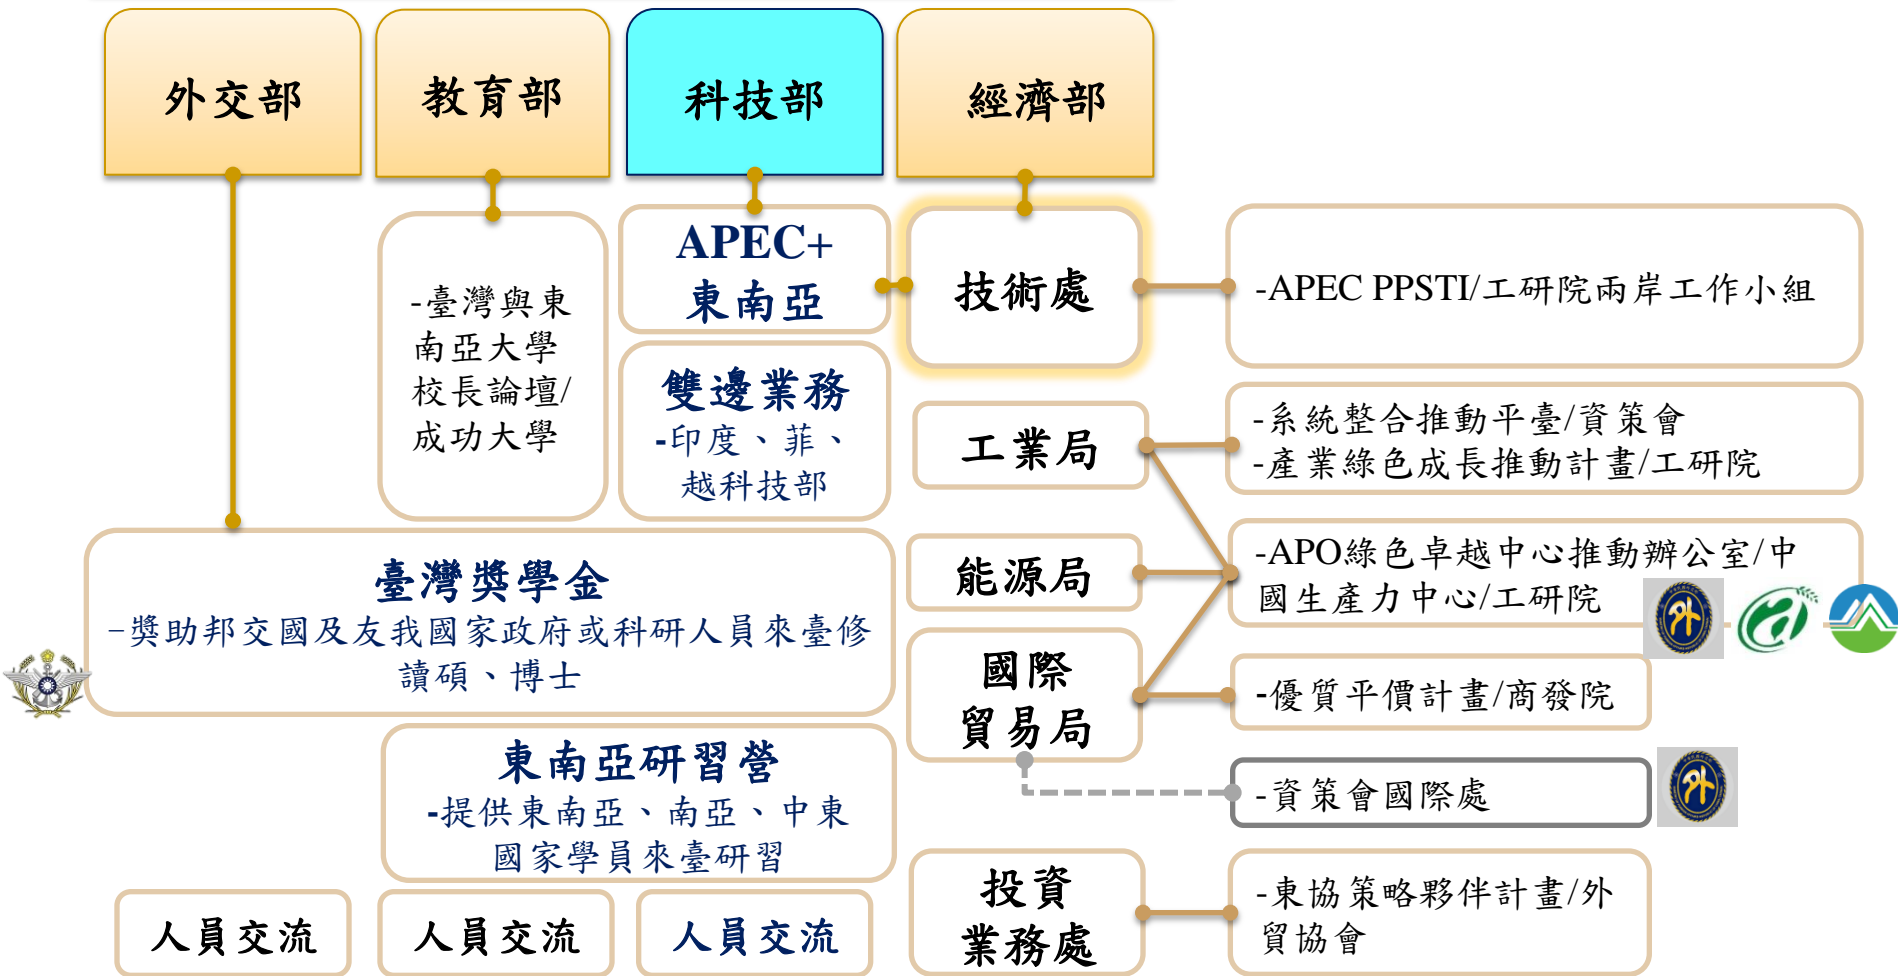 外交部
教育部
科技部
經濟部
-臺灣與東
南亞大學
校長論壇/
成功大學
APEC+
東南亞
雙邊業務
-印度、菲、
越科技部
技術處
-APEC PPSTI/工研院兩岸工作小組
工業局
-系統整合推動平臺/資策會
-產業綠色成長推動計畫/工研院
能源局
-APO綠色卓越中心推動辦公室/中
國生產力中心/工研院
外
臺灣獎學金
-獎助邦交國及友我國家政府或科研人員來臺修
讀碩、博士
國際
貿易局
-優質平價計畫/商發院
-資策會國際處
外
東南亞研習營
-提供東南亞、南亞、中東
國家學員來臺研習
投資
業務處
-東協策略夥伴計畫/外
貿協會
人員交流
人員交流
人員交流